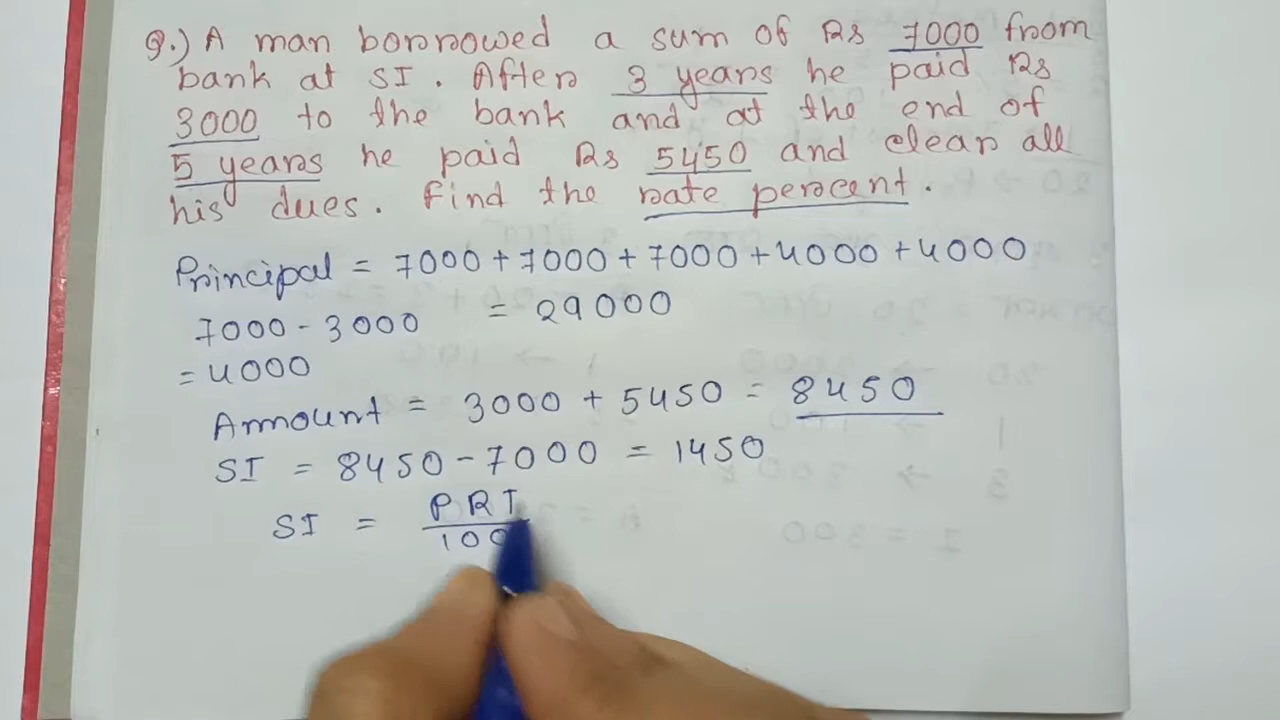 Q.) A man borrowed a sum of Rs 7000 from
bank at SI. After 3 years he paid Rs
3000 to the bank and at the end of
5 years he paid Rs 5450 and clear all
his dues. Find the rate percent.
Principal = 7000 + 7000 + 7000 + 4000 + 4000
7000 - 3000 = 29000
= 4000
Amount = 3000 + 5450 = 8450
SI = 8450 - 7000 = 1450
SI = PRT
100